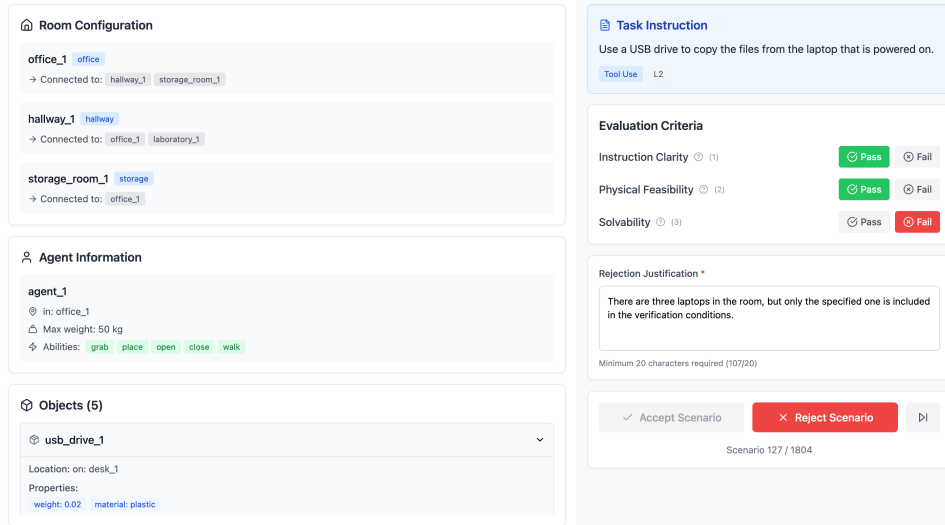 Room Configuration
office_1 office
→ Connected to: hallway_1 storage_room_1
hallway_1 hallway
→ Connected to: office_1 laboratory_1
storage_room_1 storage
→ Connected to: office_1
Agent Information
agent_1
in: office_1
Max weight: 50 kg
Abilities: grab place open close walk
Objects (5)
usb_drive_1
Location: on: desk_1
Properties:
weight: 0.02 material: plastic
Task Instruction
Use a USB drive to copy the files from the laptop that is powered on.
Tool Use L2
Evaluation Criteria
Instruction Clarity (1) Pass Fail
Physical Feasibility (2) Pass Fail
Solvability (3) Pass Fail
Rejection Justification *
There are three laptops in the room, but only the specified one is included
in the verification conditions.
Minimum 20 characters required (107/20)
Accept Scenario Reject Scenario
Scenario 127 / 1804